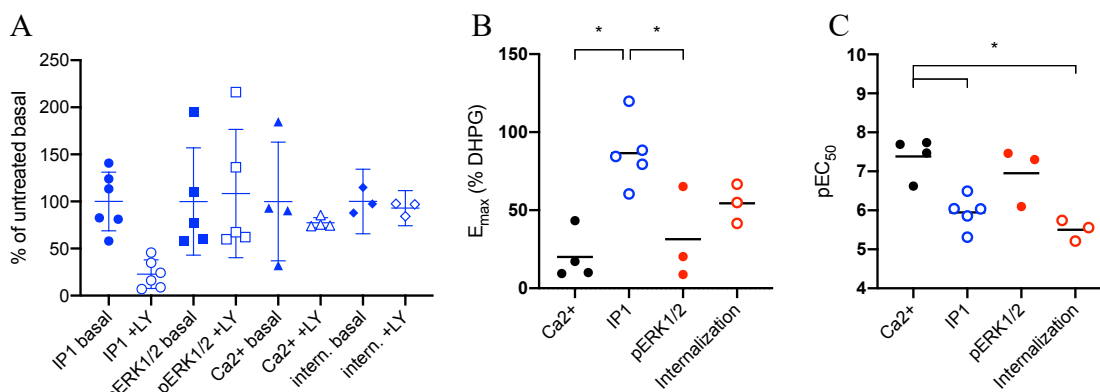 A
% of untreated basal
250
200
150
100
50
0
IP1 basal
IP1 +LY
pERK1/2 basal
pERK1/2 +LY
Ca2+ basal
Ca2+ +LY
intern. basal
intern. +LY
B
E_max (% DHPG)
150
100
50
0
* *
Ca2+
IP1
pERK1/2
Internalization
C
pEC50
10
9
8
7
6
5
4
*
Ca2+
IP1
pERK1/2
Internalization